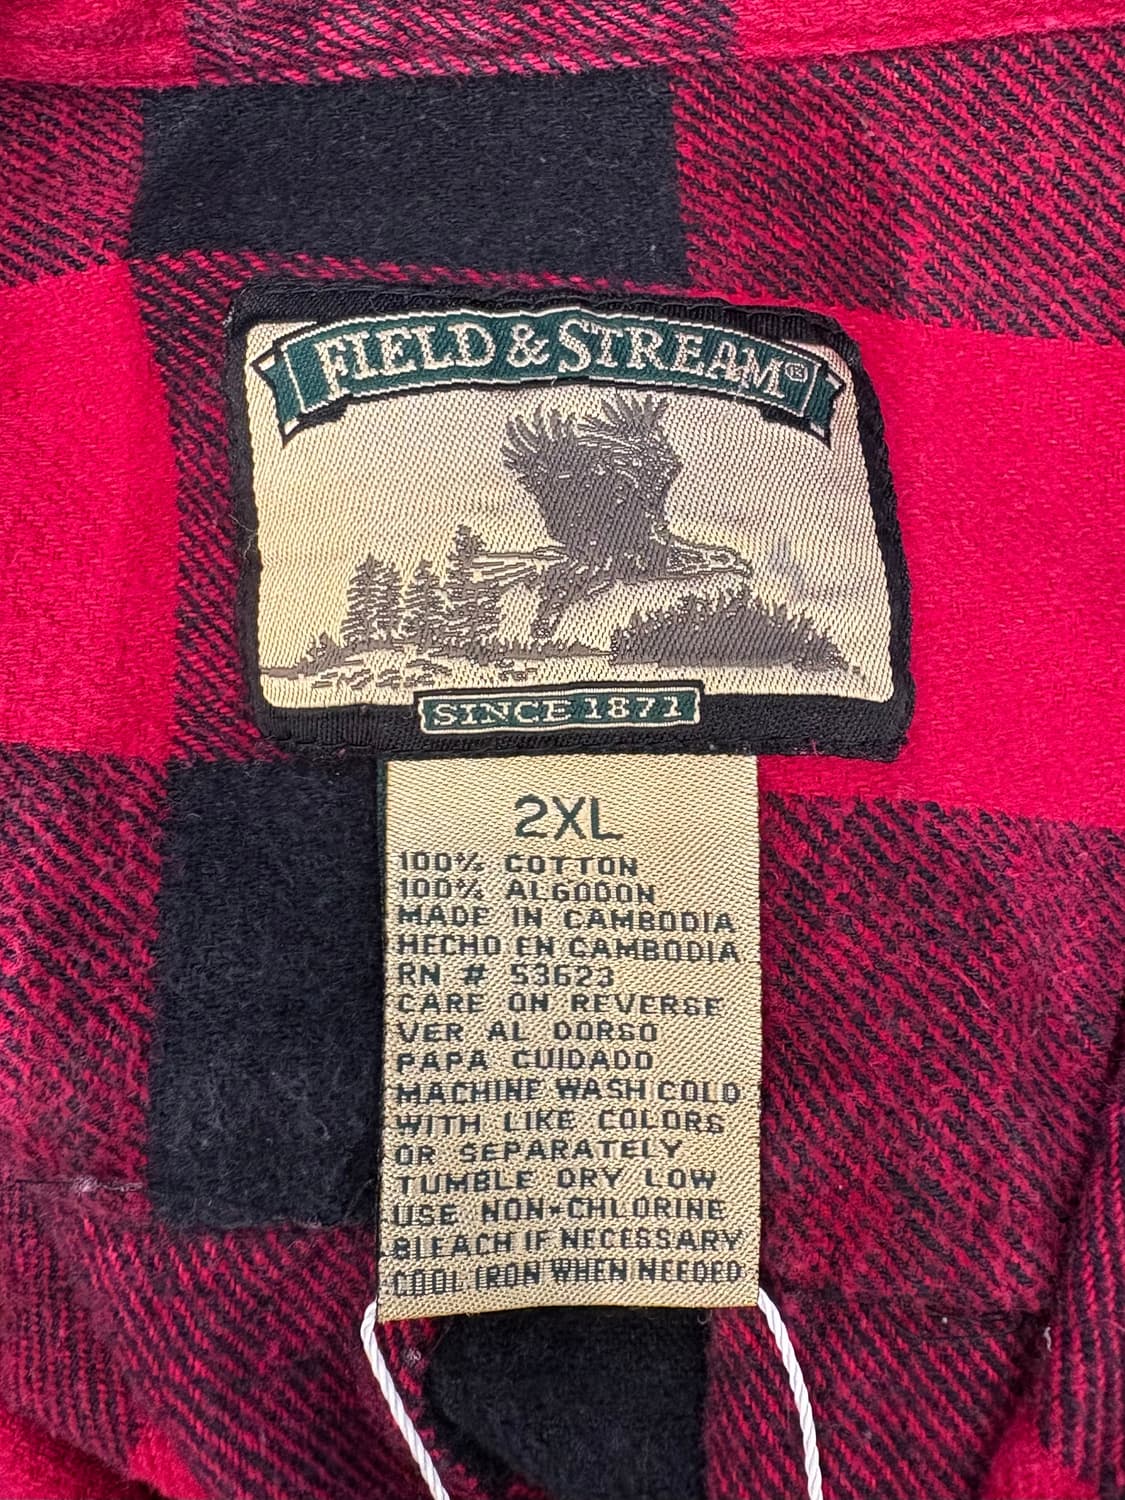 FIELD & STREAM®
SINCE 1871
2XL
100% COTTON
100% ALGODON
MADE IN CAMBODIA
HECHO EN CAMBODIA
RN # 53623
CARE ON REVERSE
VER AL DORSO
PAPA CUIDADO
MACHINE WASH COLD
WITH LIKE COLORS
OR SEPARATELY
TUMBLE DRY LOW
USE NON-CHLORINE
BLEACH IF NECESSARY
COOL IRON WHEN NEEDED